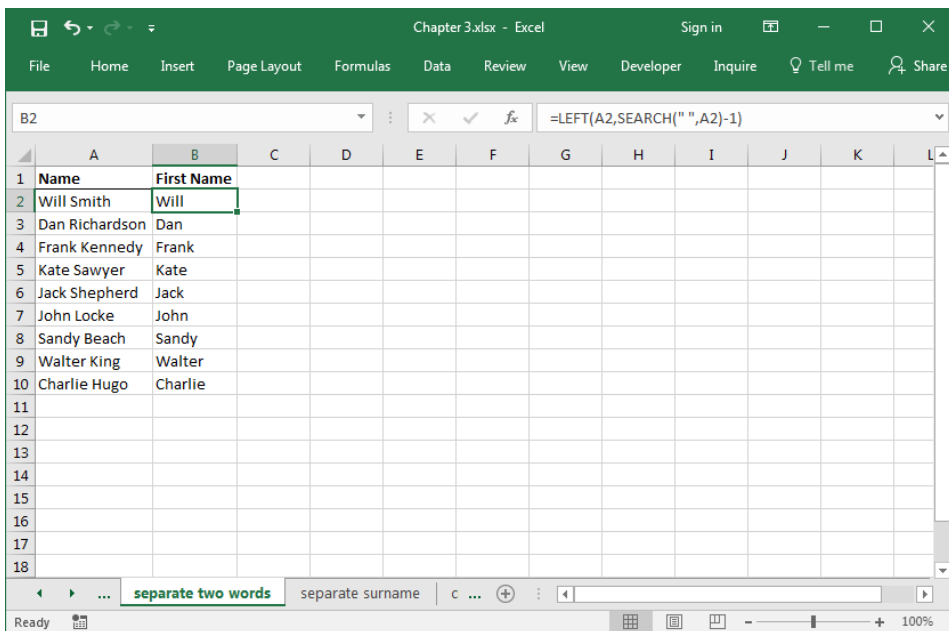 Chapter 3.xlsx - Excel Sign in
File Home Insert Page Layout Formulas Data Review View Developer Inquire Tell me Share
B2 fx =LEFT(A2,SEARCH(" ",A2)-1)
A B C D E F G H I J K L
1 Name First Name
2 Will Smith Will
3 Dan Richardson Dan
4 Frank Kennedy Frank
5 Kate Sawyer Kate
6 Jack Shepherd Jack
7 John Locke John
8 Sandy Beach Sandy
9 Walter King Walter
10 Charlie Hugo Charlie
11
12
13
14
15
16
17
18
... separate two words separate surname c ...
Ready 100%